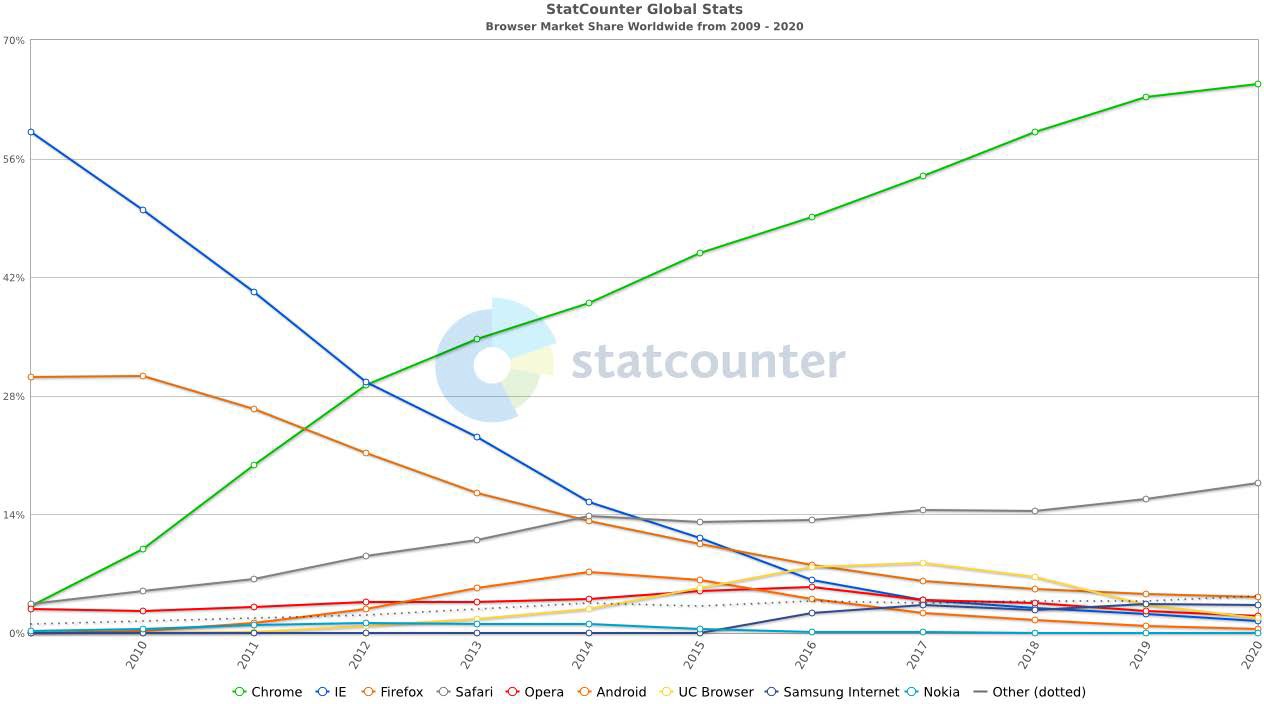 StatCounter Global Stats
Browser Market Share Worldwide from 2009 - 2020
70%
56%
42%
statcounter
28%
14%
0%
2010 2011 2012 2013 2014 2015 2016 2017 2018 2019 2020
Chrome IE Firefox Safari Opera Android UC Browser Samsung Internet Nokia Other (dotted)